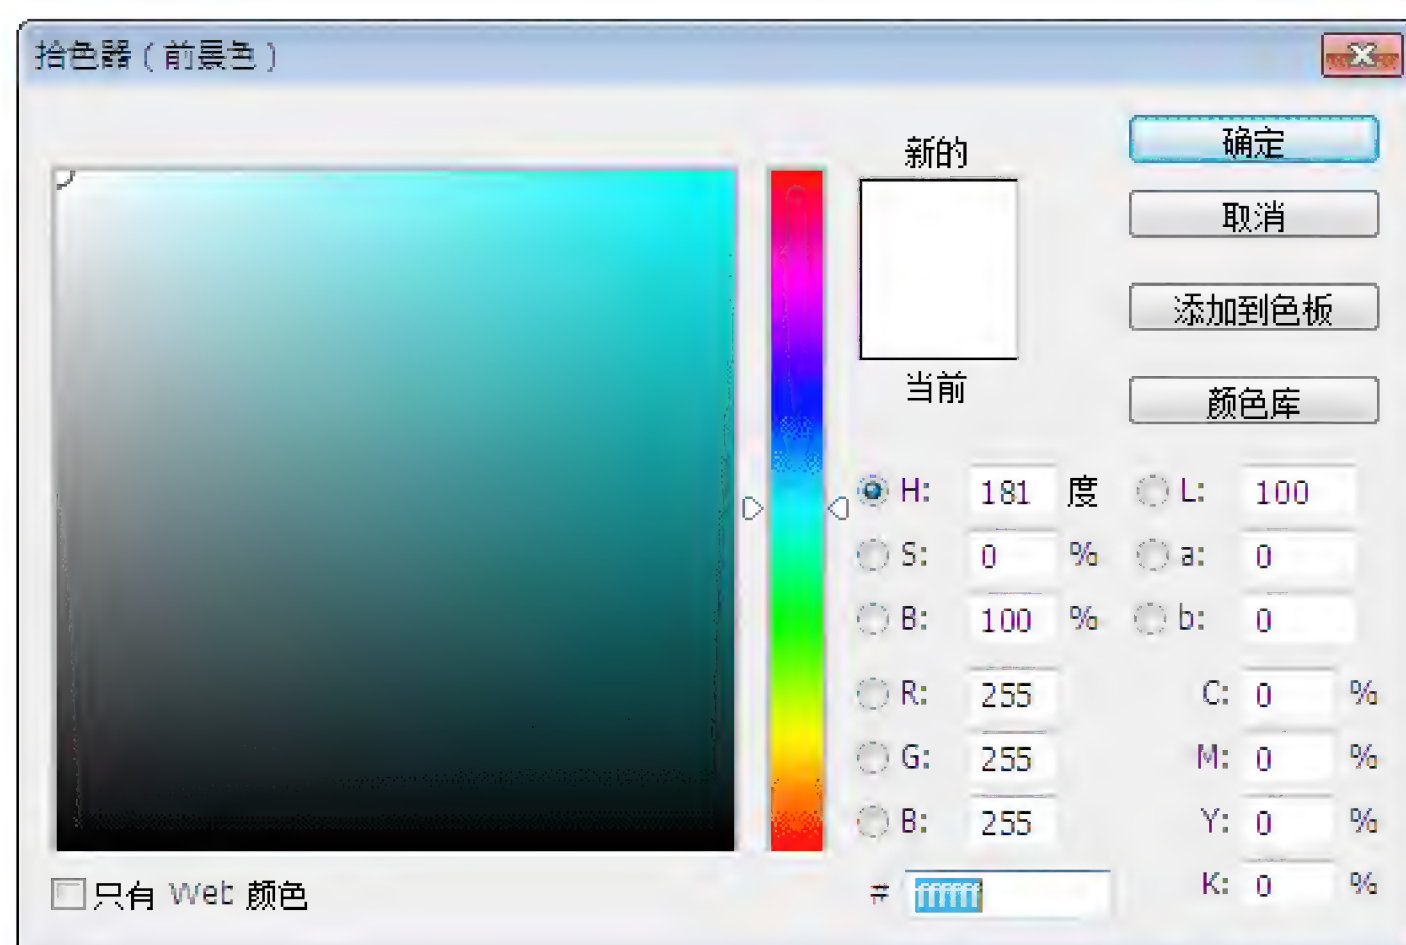 拾色器(前景色)
新的
确定
取消
添加到色板
当前
颜色库
H: 181 度 L: 100
S: 0 % a: 0
B: 100 % b: 0
R: 255 C: 0 %
G: 255 M: 0 %
B: 255 Y: 0 %
# ffffff K: 0 %
只有 Web 颜色